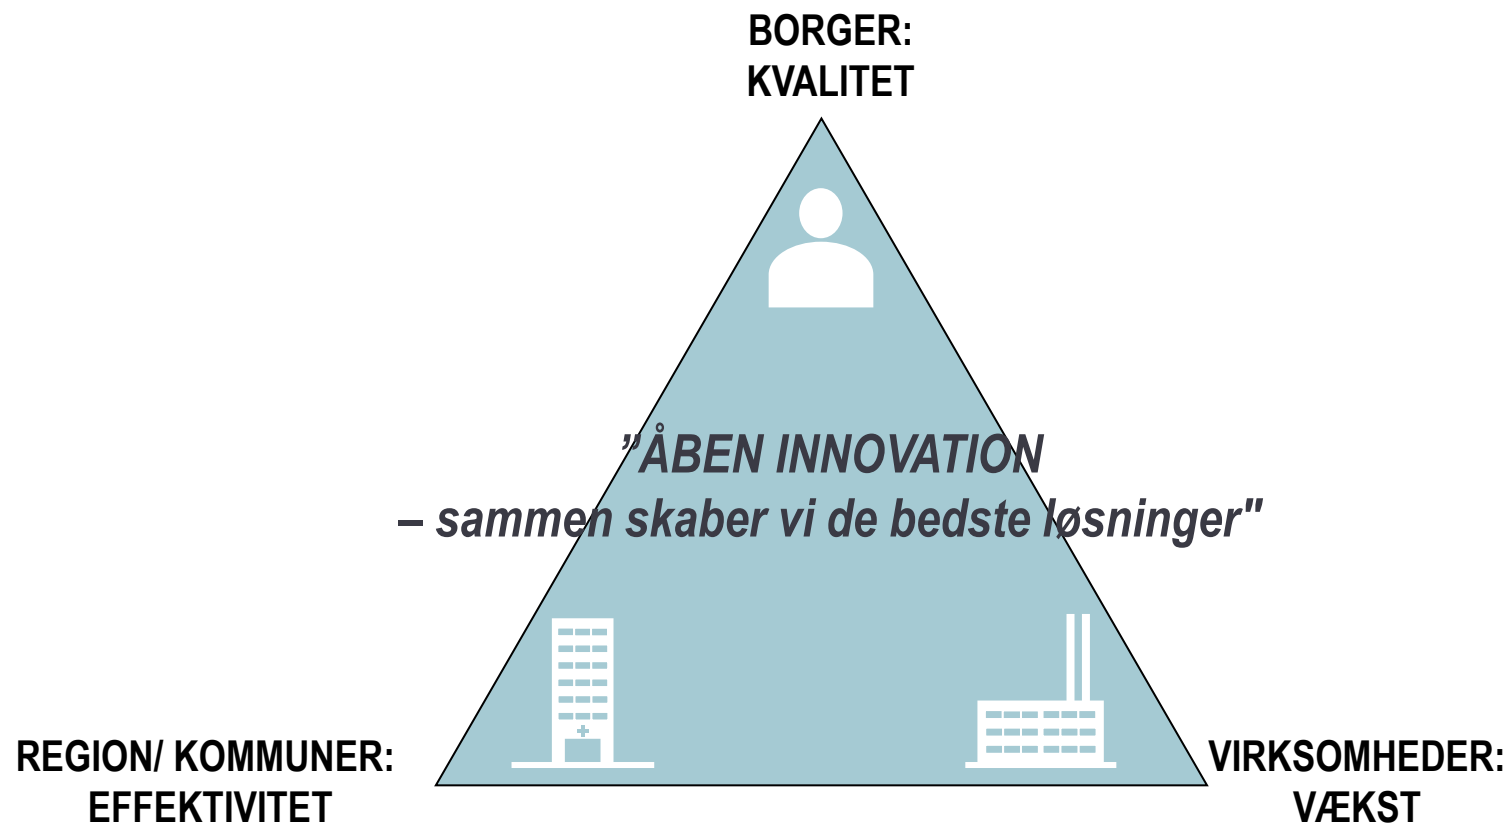 BORGER:
KVALITET
”ÅBEN INNOVATION
– sammen skaber vi de bedste løsninger"
REGION/ KOMMUNER:
EFFEKTIVITET
VIRKSOMHEDER:
VÆKST